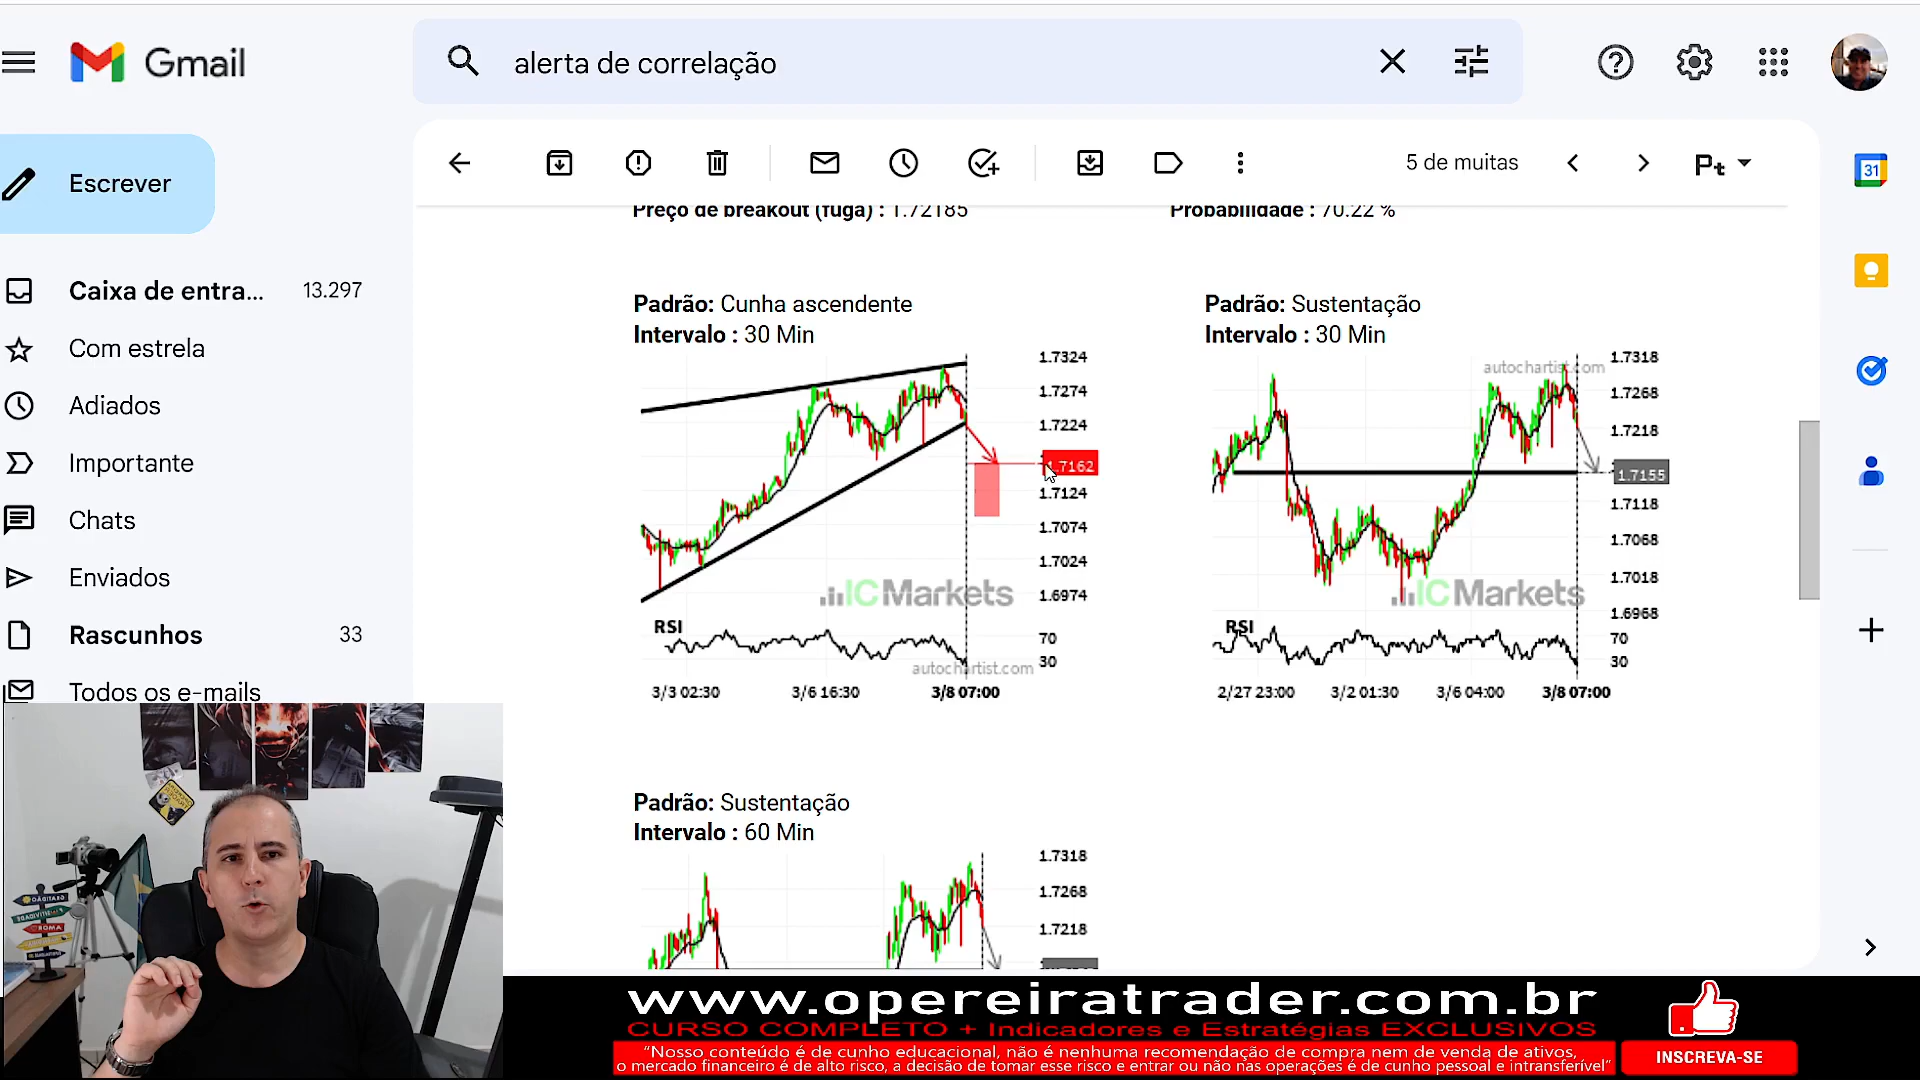 Gmail
alerta de correlação
Escrever
5 de muitas
Pt
31
Caixa de entra... 13.297
Com estrela
Adiados
Importante
Chats
Enviados
Rascunhos 33
Todos os e-mails
Preço de breakout (fuga) : 1.72185
Probabilidade : 70.22 %
Padrão: Cunha ascendente
Intervalo : 30 Min
1.7324
1.7274
1.7224
1.7162
1.7124
1.7074
1.7024
1.6974
ICMarkets
RSI
70
30
autochartist.com
3/3 02:30 3/6 16:30 3/8 07:00
Padrão: Sustentação
Intervalo : 30 Min
autochartist.com
1.7318
1.7268
1.7218
1.7155
1.7118
1.7068
1.7018
1.6968
ICMarkets
RSI
70
30
2/27 23:00 3/2 01:30 3/6 04:00 3/8 07:00
Padrão: Sustentação
Intervalo : 60 Min
1.7318
1.7268
1.7218
ROMA
www.opereiratrader.com.br
CURSO COMPLETO + Indicadores e Estratégias EXCLUSIVOS
“Nosso conteúdo é de cunho educacional, não é nenhuma recomendação de compra nem de venda de ativos,
o mercado financeiro é de alto risco, a decisão de tomar esse risco e entrar ou não nas operações é de cunho pessoal e intransferível”
INSCREVA-SE